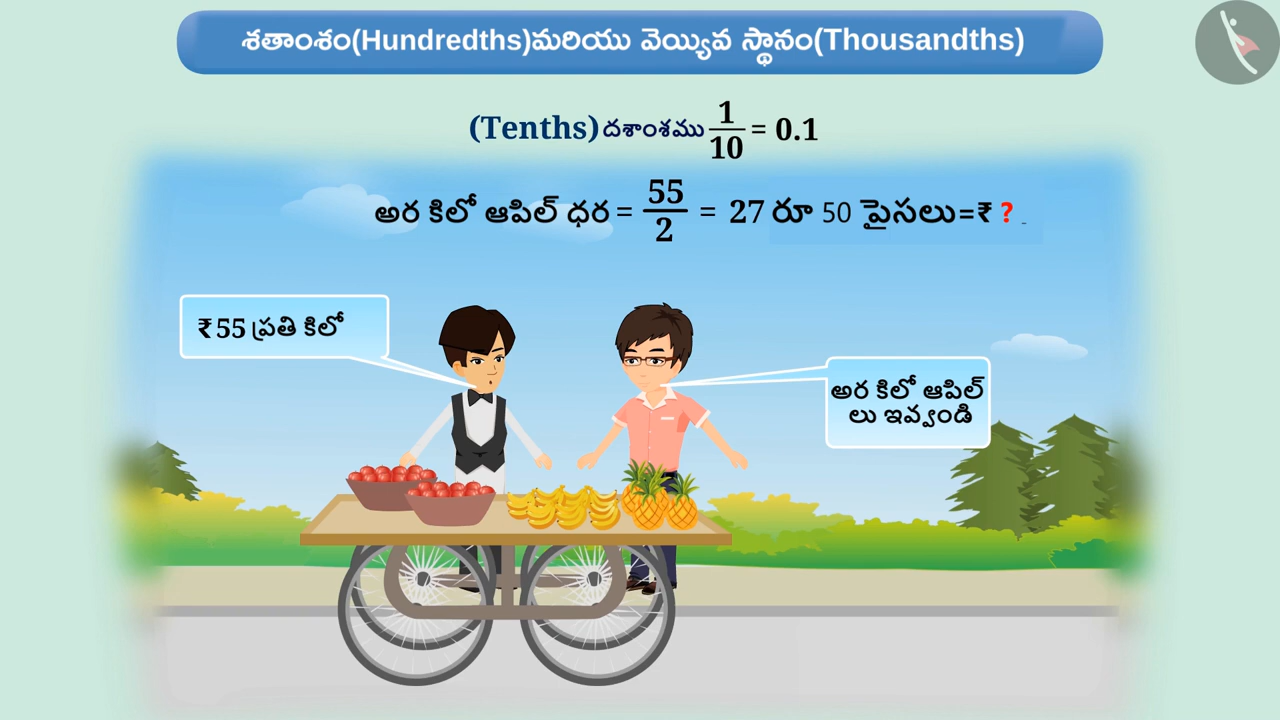 శతాంశం(Hundredths)మరియు వెయ్యివ స్థానం(Thousandths)
(Tenths) దశాంశము 1/10 = 0.1
అర కిలో ఆపిల్ ధర = 55/2 = 27 రూ 50 పైసలు=₹ ?
₹55 ప్రతి కిలో
అర కిలో ఆపిల్
లు ఇవ్వండి